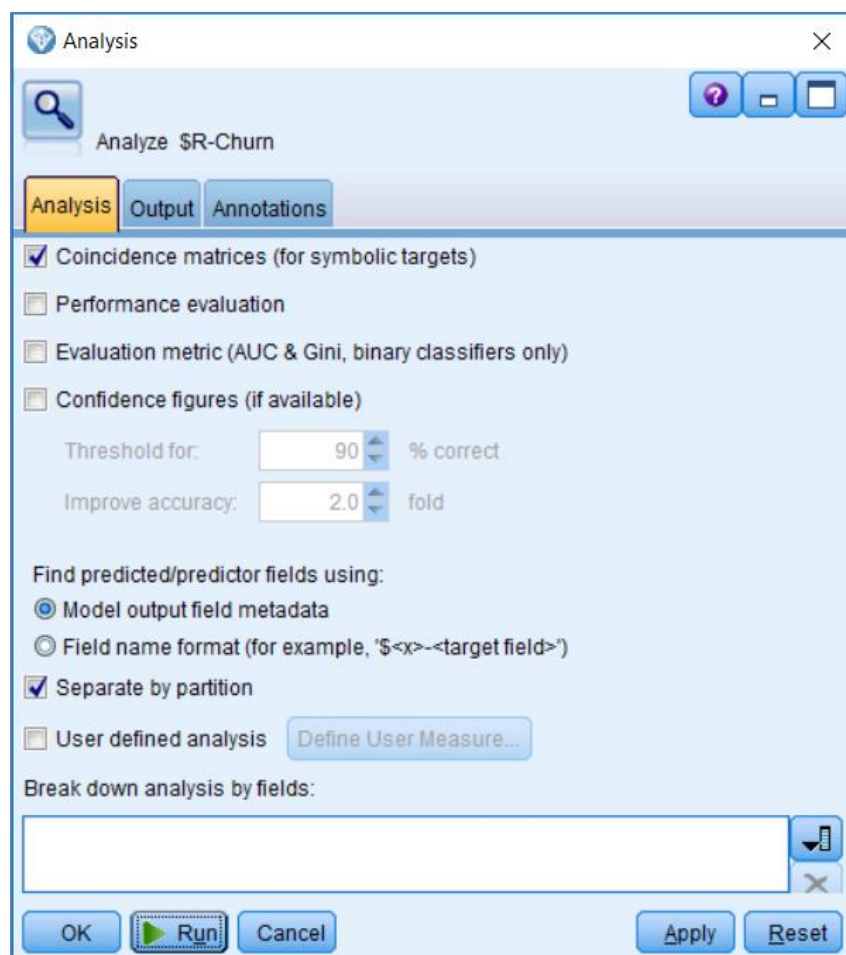 Analysis
Analyze $R-Churn
Analysis Output Annotations
Coincidence matrices (for symbolic targets)
Performance evaluation
Evaluation metric (AUC & Gini, binary classifiers only)
Confidence figures (if available)
Threshold for: 90 % correct
Improve accuracy: 2.0 fold
Find predicted/predictor fields using:
Model output field metadata
Field name format (for example, '$<x>-<target field>')
Separate by partition
User defined analysis Define User Measure...
Break down analysis by fields:
OK Run Cancel Apply Reset